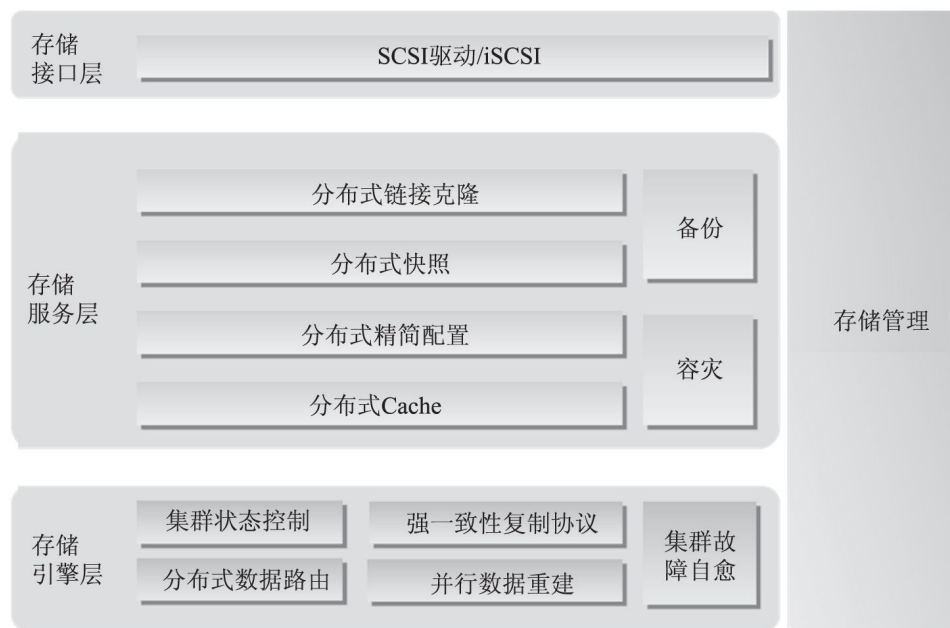 存储
接口层
SCSI驱动/iSCSI
存储
服务层
分布式链接克隆
分布式快照
分布式精简配置
分布式Cache
备份
容灾
存储
引擎层
集群状态控制
强一致性复制协议
分布式数据路由
并行数据重建
集群故
障自愈
存储管理